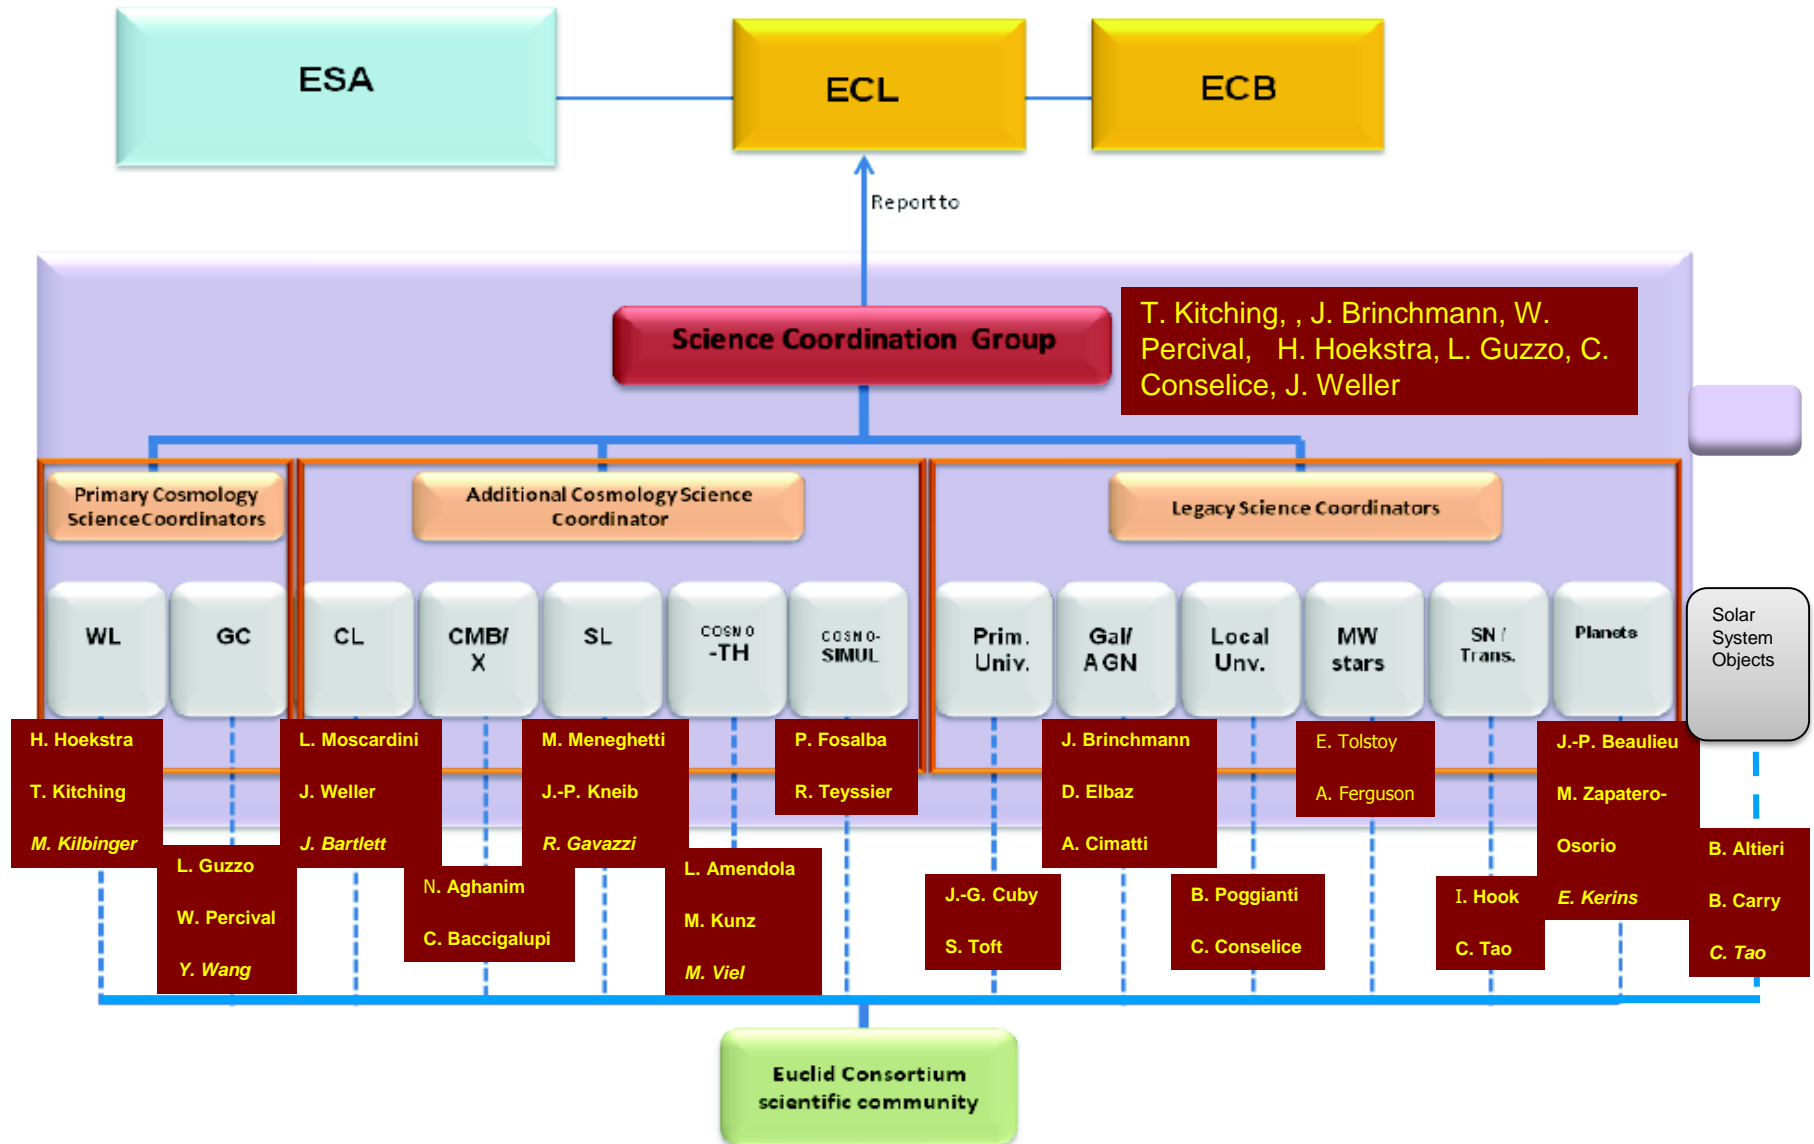 ESA
ECL
ECB
Reportto
Science Coordination Group
T. Kitching, , J. Brinchmann, W.
Percival, H. Hoekstra, L. Guzzo, C.
Conselice, J. Weller
Primary Cosmology
Science Coordinators
Additional Cosmology Science
Coordinator
Legacy Science Coordinators
WL
GC
CL
CMB/
X
SL
COSMO
-TH
COSMO-
SIMUL
Prim.
Univ.
Gal/
AGN
Local
Unv.
MW
stars
SN /
Trans.
Planets
Solar
System
Objects
H. Hoekstra
T. Kitching
M. Kilbinger
L. Guzzo
W. Percival
Y. Wang
L. Moscardini
J. Weller
J. Bartlett
N. Aghanim
C. Baccigalupi
M. Meneghetti
J.-P. Kneib
R. Gavazzi
L. Amendola
M. Kunz
M. Viel
P. Fosalba
R. Teyssier
J.-G. Cuby
S. Toft
J. Brinchmann
D. Elbaz
A. Cimatti
B. Poggianti
C. Conselice
E. Tolstoy
A. Ferguson
I. Hook
C. Tao
J.-P. Beaulieu
M. Zapatero-
Osorio
E. Kerins
B. Altieri
B. Carry
C. Tao
Euclid Consortium
scientific community